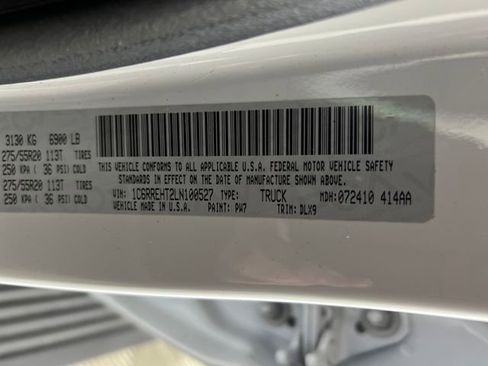 3130 KG 6900 LB
275/55R20 113T TIRES
250 KPA ( 36 PSI) COLD
275/55R20 113T TIRES
250 KPA ( 36 PSI) COLD
THIS VEHICLE CONFORMS TO ALL APPLICABLE U.S.A. FEDERAL MOTOR VEHICLE SAFETY
STANDARDS IN EFFECT ON THE DATE OF MANUFACTURE SHOWN ABOVE.
VIN: 1C6RREHT2LN100527 TYPE: TRUCK MDH: 072410 414AA
VEHICLE MADE IN U.S.A. PAINT: PW7 TRIM: DLX9